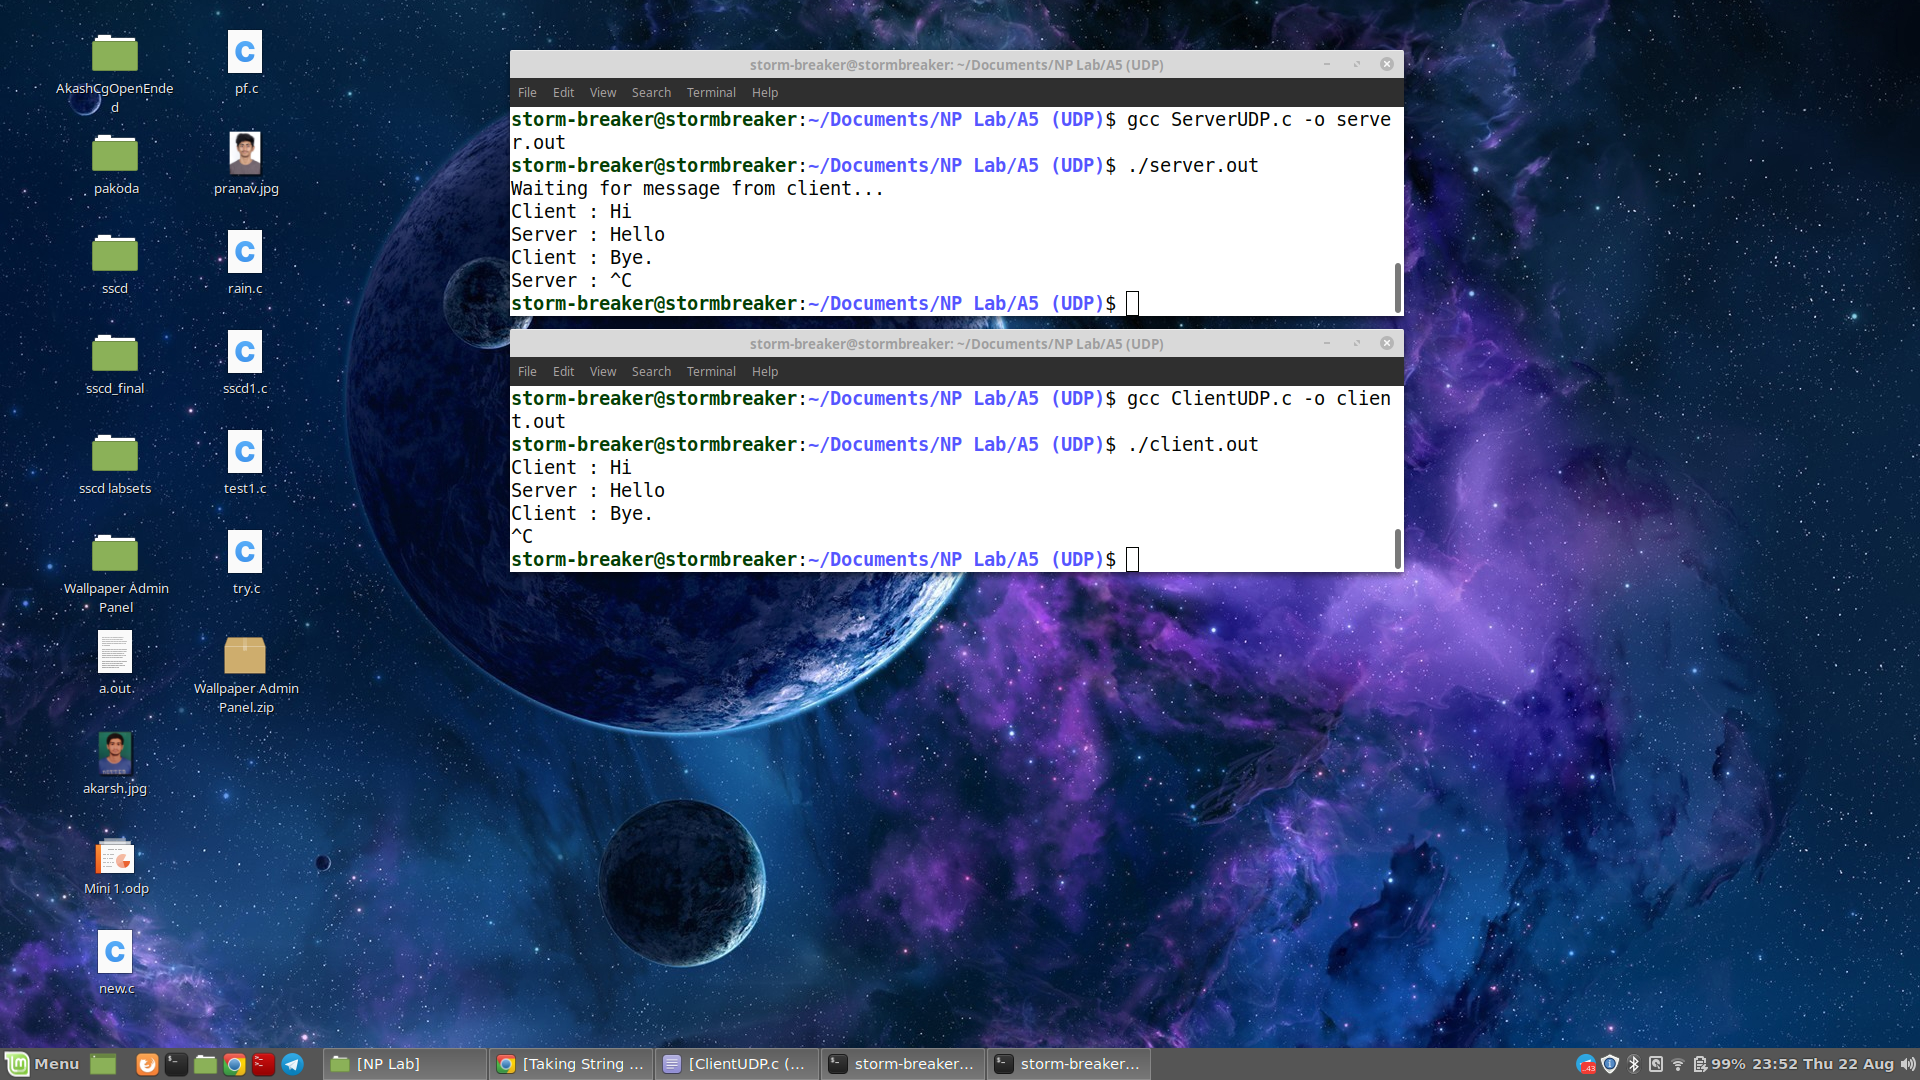 AkashCgOpenEnde
d
pakoda
sscd
sscd_final
sscd labsets
Wallpaper Admin
Panel
a.out
akarsh.jpg
Mini 1.odp
new.c
pf.c
pranav.jpg
rain.c
sscd1.c
test1.c
try.c
Wallpaper Admin
Panel.zip
storm-breaker@stormbreaker: ~/Documents/NP Lab/A5 (UDP)
File Edit View Search Terminal Help
storm-breaker@stormbreaker:~/Documents/NP Lab/A5 (UDP)$ gcc ServerUDP.c -o serve
r.out
storm-breaker@stormbreaker:~/Documents/NP Lab/A5 (UDP)$ ./server.out
Waiting for message from client...
Client : Hi
Server : Hello
Client : Bye.
Server : ^C
storm-breaker@stormbreaker:~/Documents/NP Lab/A5 (UDP)$
storm-breaker@stormbreaker: ~/Documents/NP Lab/A5 (UDP)
File Edit View Search Terminal Help
storm-breaker@stormbreaker:~/Documents/NP Lab/A5 (UDP)$ gcc ClientUDP.c -o clien
t.out
storm-breaker@stormbreaker:~/Documents/NP Lab/A5 (UDP)$ ./client.out
Client : Hi
Server : Hello
Client : Bye.
^C
storm-breaker@stormbreaker:~/Documents/NP Lab/A5 (UDP)$
Menu [NP Lab] [Taking String ... [ClientUDP.c (... storm-breaker... storm-breaker... 99% 23:52 Thu 22 Aug